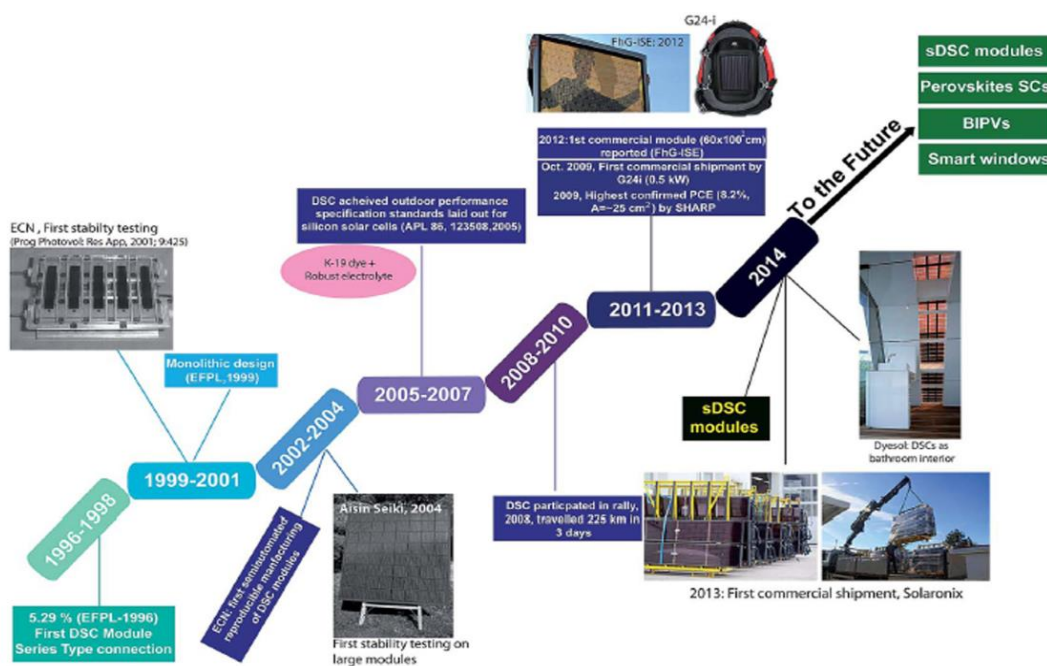 G24-i
FhG-ISE: 2012
sDSC modules
Perovskites SCs
BIPVs
Smart windows
To the Future
2012:1st commercial module (60x100 cm)
reported (FhG-ISE)
Oct. 2009, First commercial shipment by
G24i (0.5 kW)
2009, Highest confirmed PCE (8.2%,
A=~25 cm²) by SHARP
DSC acheived outdoor performance
specification standards laid out for
silicon solar cells (APL 86, 123508,2005)
K-19 dye +
Robust electrolyte
ECN , First stabilty testing
(Prog Photovol: Res App, 2001; 9:425)
Monolithic design
(EFPL,1999)
2014
2011-2013
2008-2010
2005-2007
2002-2004
1999-2001
1996-1998
sDSC
modules
Dyesol: DSCs as
bathroom interior
Aisin Seiki, 2004
DSC particpated in rally,
2008, travelled 225 km in
3 days
ECN: first semiautomated
reproducible manfacturing
of DSC modules
2013: First commercial shipment, Solaronix
5.29 % (EFPL-1996)
First DSC Module
Series Type connection
First stability testing on
large modules